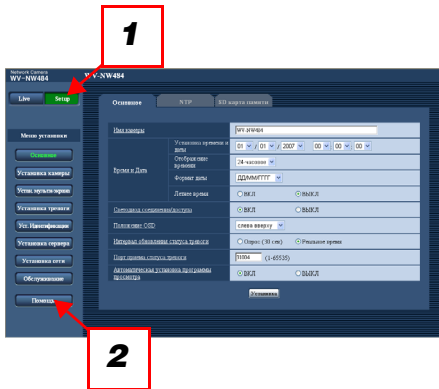 1
Network Camera
WV-NW484
WV-NW484
Live
Setup
Основное
NTP
SD карта памяти
Меню установки
Основное
Установка камеры
Устан. мульти-экрано
Установка тревоги
Уст. Идентификации
Установка сервера
Установка сети
Обслуживание
Помощь
Имя камеры
WV-NW484
Время и Дата
Установка времени и даты
01 / 01 / 2007 00 : 00 : 00
Отображение времени
24-часовое
Формат даты
ДД/ММ/ГГГГ
Летнее время
ВКЛ
ВЫКЛ
Светодиод соединения/доступа
ВКЛ
ВЫКЛ
Положение OSD
слева вверху
Интервал обновления статуса тревоги
Опрос (30 сек)
Реальное время
Порт приема статуса тревоги
31004 (1-65535)
Автоматическая установка программы просмотра
ВКЛ
ВЫКЛ
Установка
2